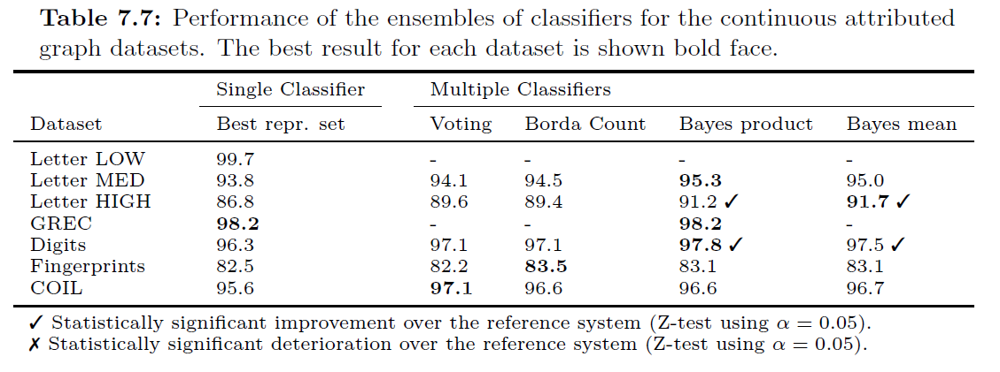 Table 7.7: Performance of the ensembles of classifiers for the continuous attributed
graph datasets. The best result for each dataset is shown bold face.
Single Classifier Multiple Classifiers
Dataset Best repr. set Voting Borda Count Bayes product Bayes mean
Letter LOW 99.7 - - - -
Letter MED 93.8 94.1 94.5 95.3 95.0
Letter HIGH 86.8 89.6 89.4 91.2 ✓ 91.7 ✓
GREC 98.2 - - 98.2 -
Digits 96.3 97.1 97.1 97.8 ✓ 97.5 ✓
Fingerprints 82.5 82.2 83.5 83.1 83.1
COIL 95.6 97.1 96.6 96.6 96.7
✓ Statistically significant improvement over the reference system (Z-test using α = 0.05).
✗ Statistically significant deterioration over the reference system (Z-test using α = 0.05).